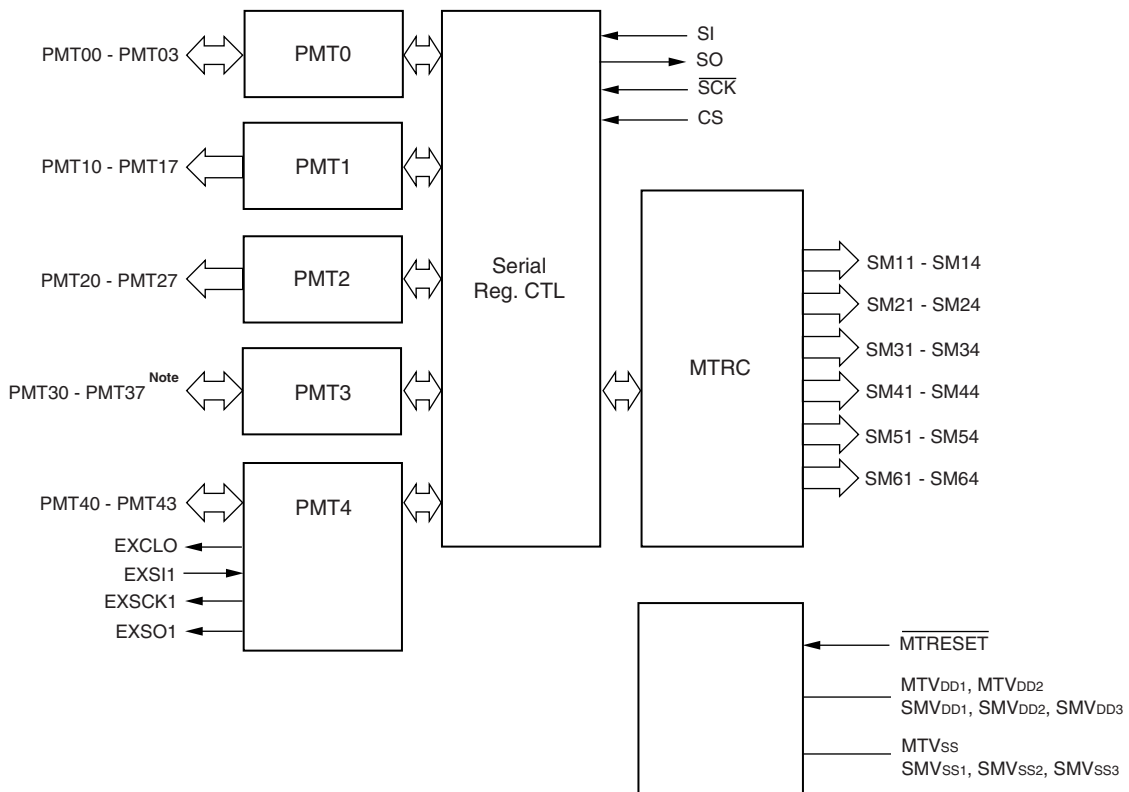 PMT00 - PMT03
PMT0
PMT10 - PMT17
PMT1
PMT20 - PMT27
PMT2
PMT30 - PMT37 Note
PMT3
PMT40 - PMT43
PMT4
EXCLO
EXSI1
EXSCK1
EXSO1
Serial
Reg. CTL
SI
SO
SCK
CS
MTRC
SM11 - SM14
SM21 - SM24
SM31 - SM34
SM41 - SM44
SM51 - SM54
SM61 - SM64
MTRESET
MTVDD1, MTVDD2
SMVDD1, SMVDD2, SMVDD3
MTVSS
SMVSS1, SMVSS2, SMVSS3